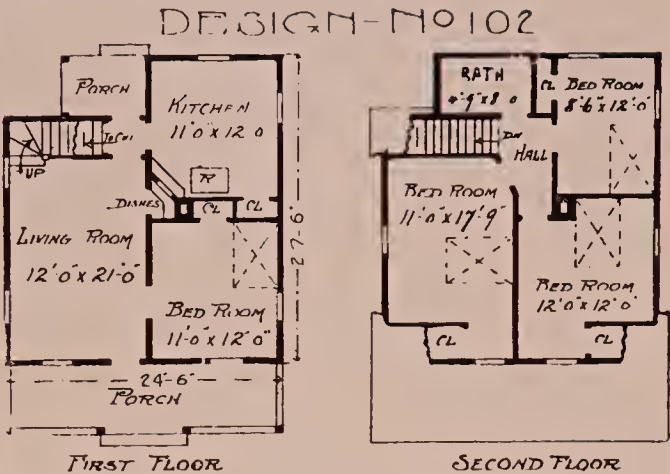 DESIGN-No 102
PORCH
KITCHEN
11'0" x 12'0
To Cel
UP
R
DISHES
CL
CL
LIVING ROOM
12'-0" x 21'-0"
BED ROOM
11'-0" x 12'0"
27'-6"
24'-6"
PORCH
FIRST FLOOR
BATH
4'-9" x 8'0
CL
BED ROOM
8'6" x 12'0"
DN
HALL
BED ROOM
11'-0" x 17'-9"
BED ROOM
12'0" x 12'0"
CL
CL
SECOND FLOOR